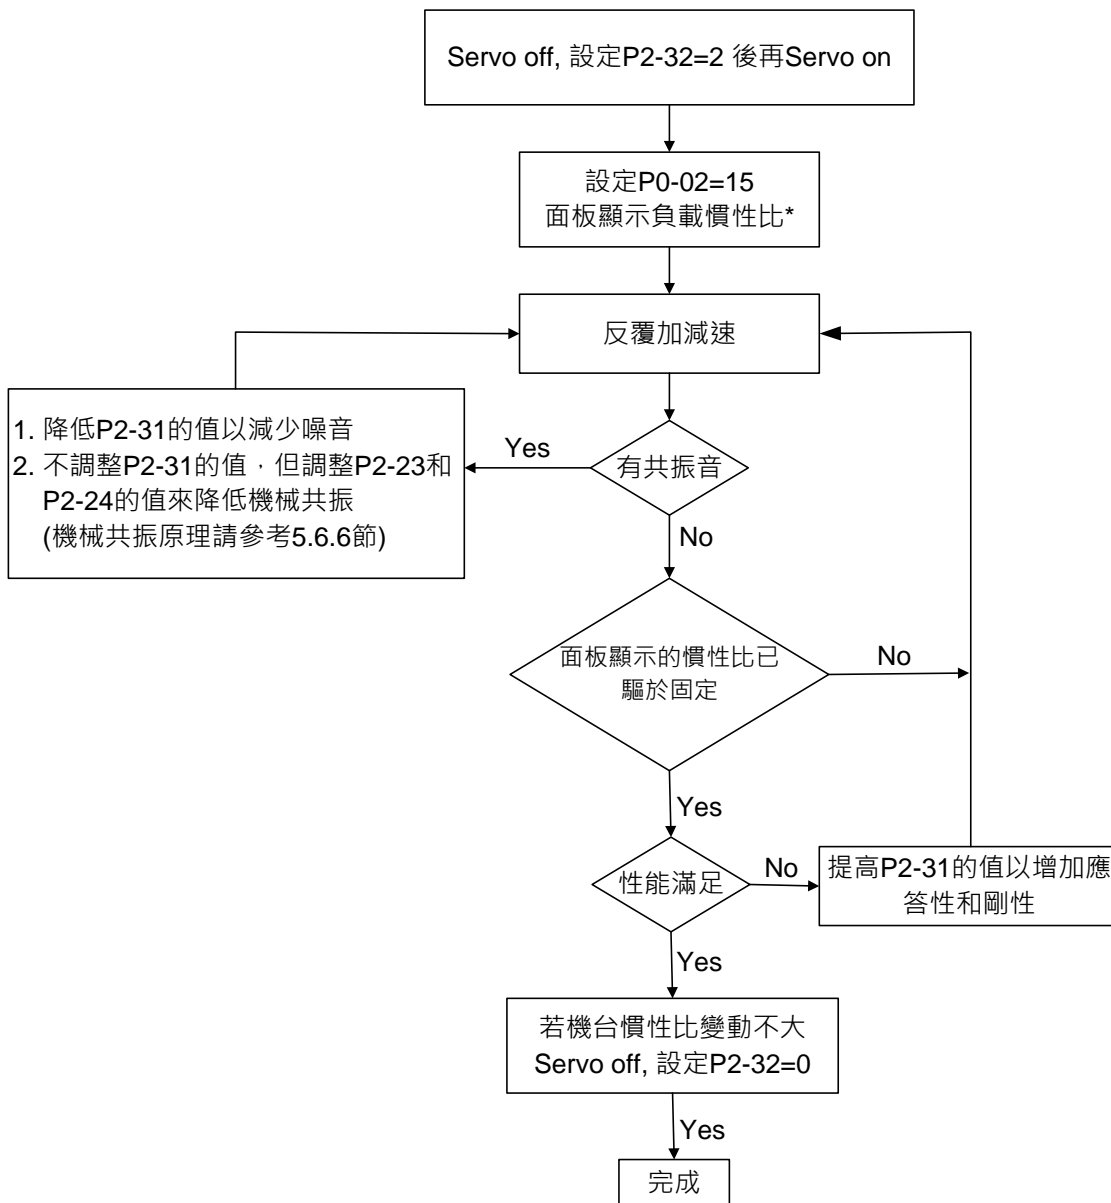 Servo off, 設定P2-32=2 後再Servo on
設定P0-02=15
面板顯示負載慣性比*
反覆加減速
1. 降低P2-31的值以減少噪音
2. 不調整P2-31的值，但調整P2-23和
P2-24的值來降低機械共振
(機械共振原理請參考5.6.6節)
Yes
有共振音
No
面板顯示的慣性比已
驅於固定
No
Yes
性能滿足
No
提高P2-31的值以增加應
答性和剛性
Yes
若機台慣性比變動不大
Servo off, 設定P2-32=0
Yes
完成